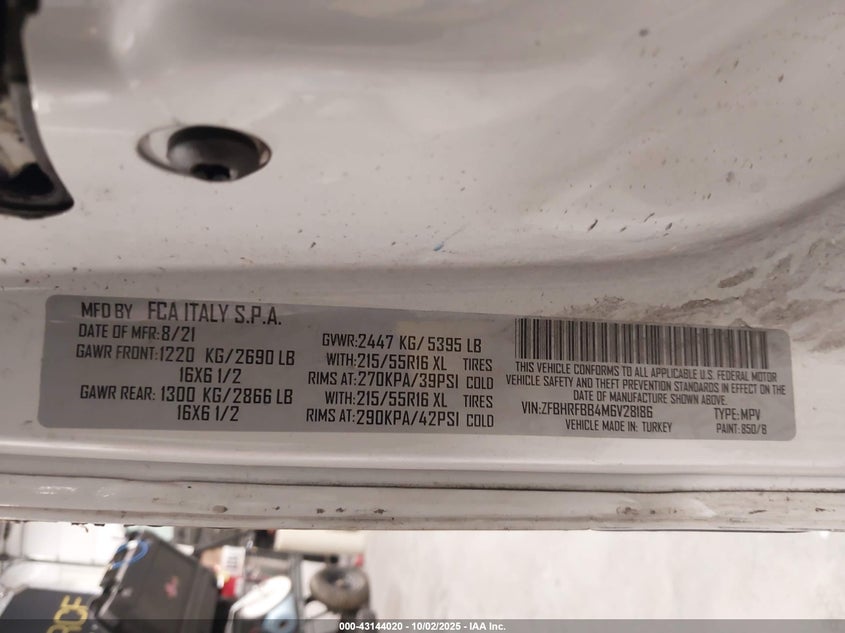 MFD BY FCA ITALY S.P.A.
DATE OF MFR: 8/21
GAWR FRONT: 1220 KG/2690 LB
16X6 1/2
GAWR REAR: 1300 KG/2866 LB
16X6 1/2
GVWR: 2447 KG/5395 LB
WITH: 215/55R16 XL TIRES
RIMS AT: 270KPA/39PSI COLD
WITH: 215/55R16 XL TIRES
RIMS AT: 290KPA/42PSI COLD
THIS VEHICLE CONFORMS TO ALL APPLICABLE U.S. FEDERAL MOTOR
VEHICLE SAFETY AND THEFT PREVENTION STANDARDS IN EFFECT ON
DATE OF MANUFACTURE SHOWN ABOVE.
VIN: ZFBHRFBB4M6V28186 TYPE: MPV
VEHICLE MADE IN: TURKEY PAINT: 850/B
000-43144020 - 10/02/2025 - IAA Inc.